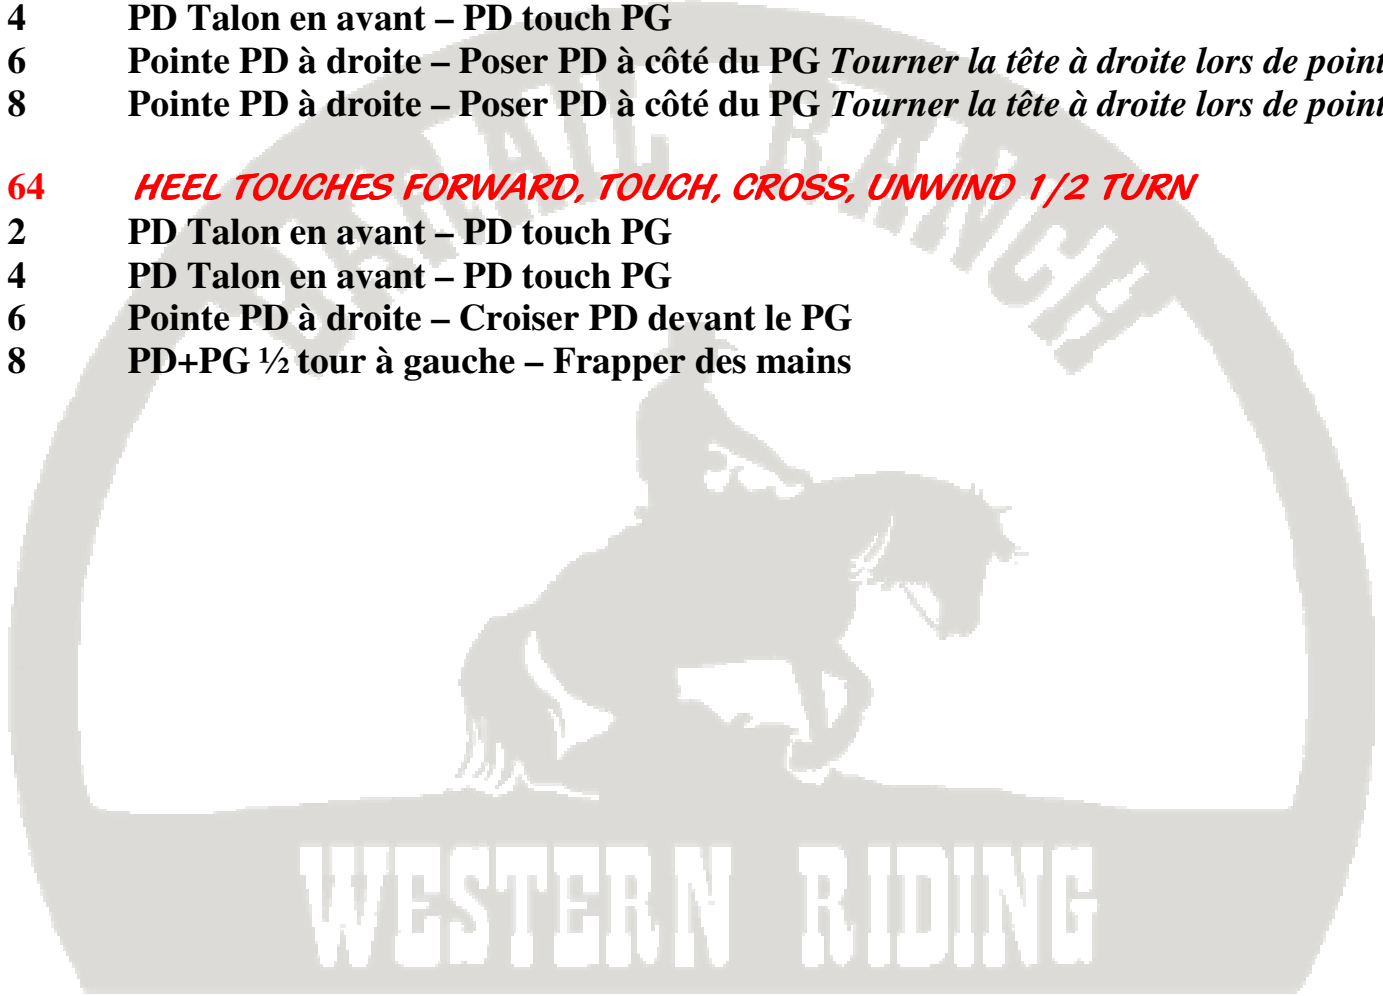 4 PD Talon en avant – PD touch PG
6 Pointe PD à droite – Poser PD à côté du PG Tourner la tête à droite lors de point
8 Pointe PD à droite – Poser PD à côté du PG Tourner la tête à droite lors de point
64 HEEL TOUCHES FORWARD, TOUCH, CROSS, UNWIND 1/2 TURN
2 PD Talon en avant – PD touch PG
4 PD Talon en avant – PD touch PG
6 Pointe PD à droite – Croiser PD devant le PG
8 PD+PG ½ tour à gauche – Frapper des mains
RANCH
WESTERN RIDING